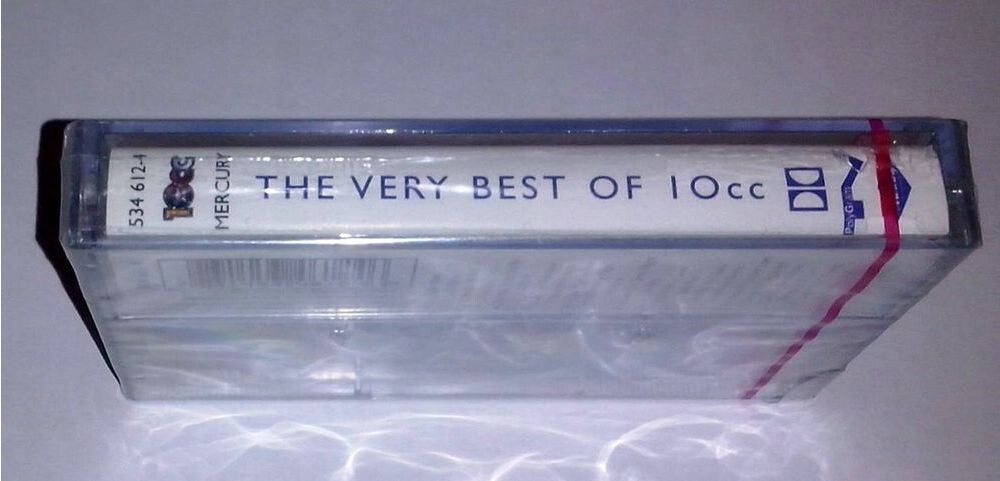 534 612-4
10cc
MERCURY
THE VERY BEST OF 10cc
PolyGram